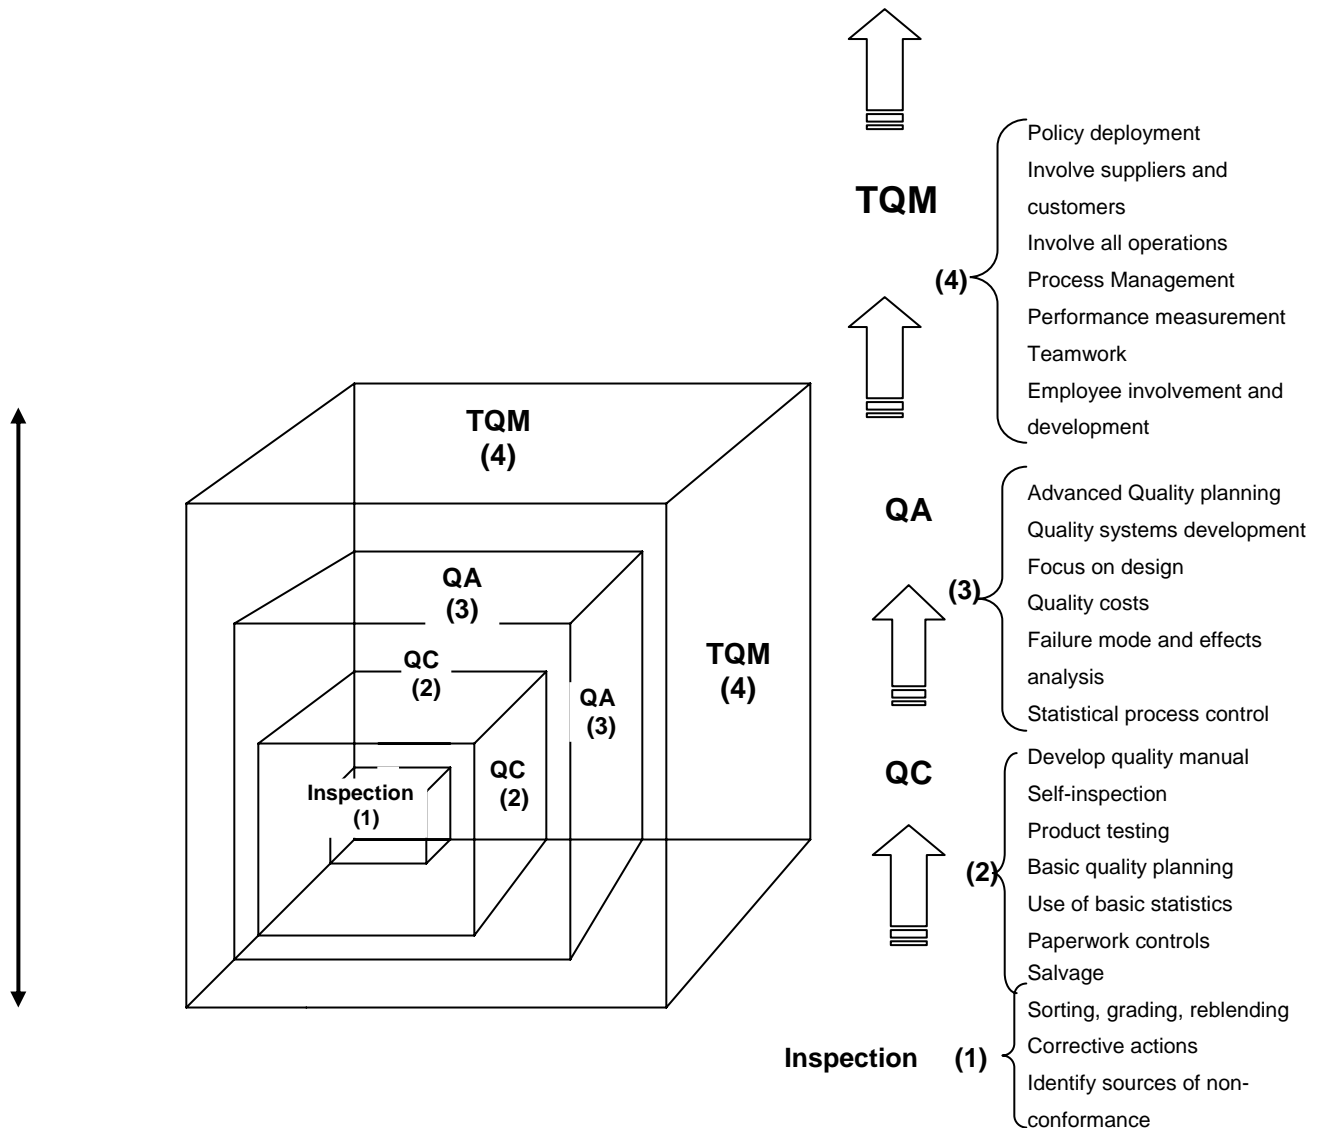 Policy deployment
Involve suppliers and
customers
Involve all operations
Process Management
Performance measurement
Teamwork
Employee involvement and
development
TQM
(4)
Advanced Quality planning
Quality systems development
Focus on design
Quality costs
Failure mode and effects
analysis
Statistical process control
QA
(3)
Develop quality manual
Self-inspection
Product testing
Basic quality planning
Use of basic statistics
Paperwork controls
QC
(2)
Salvage
Sorting, grading, reblending
Corrective actions
Identify sources of non-
conformance
Inspection (1)
TQM
(4)
QA
(3)
QC
(2)
Inspection
(1)
QC
(2)
QA
(3)
TQM
(4)